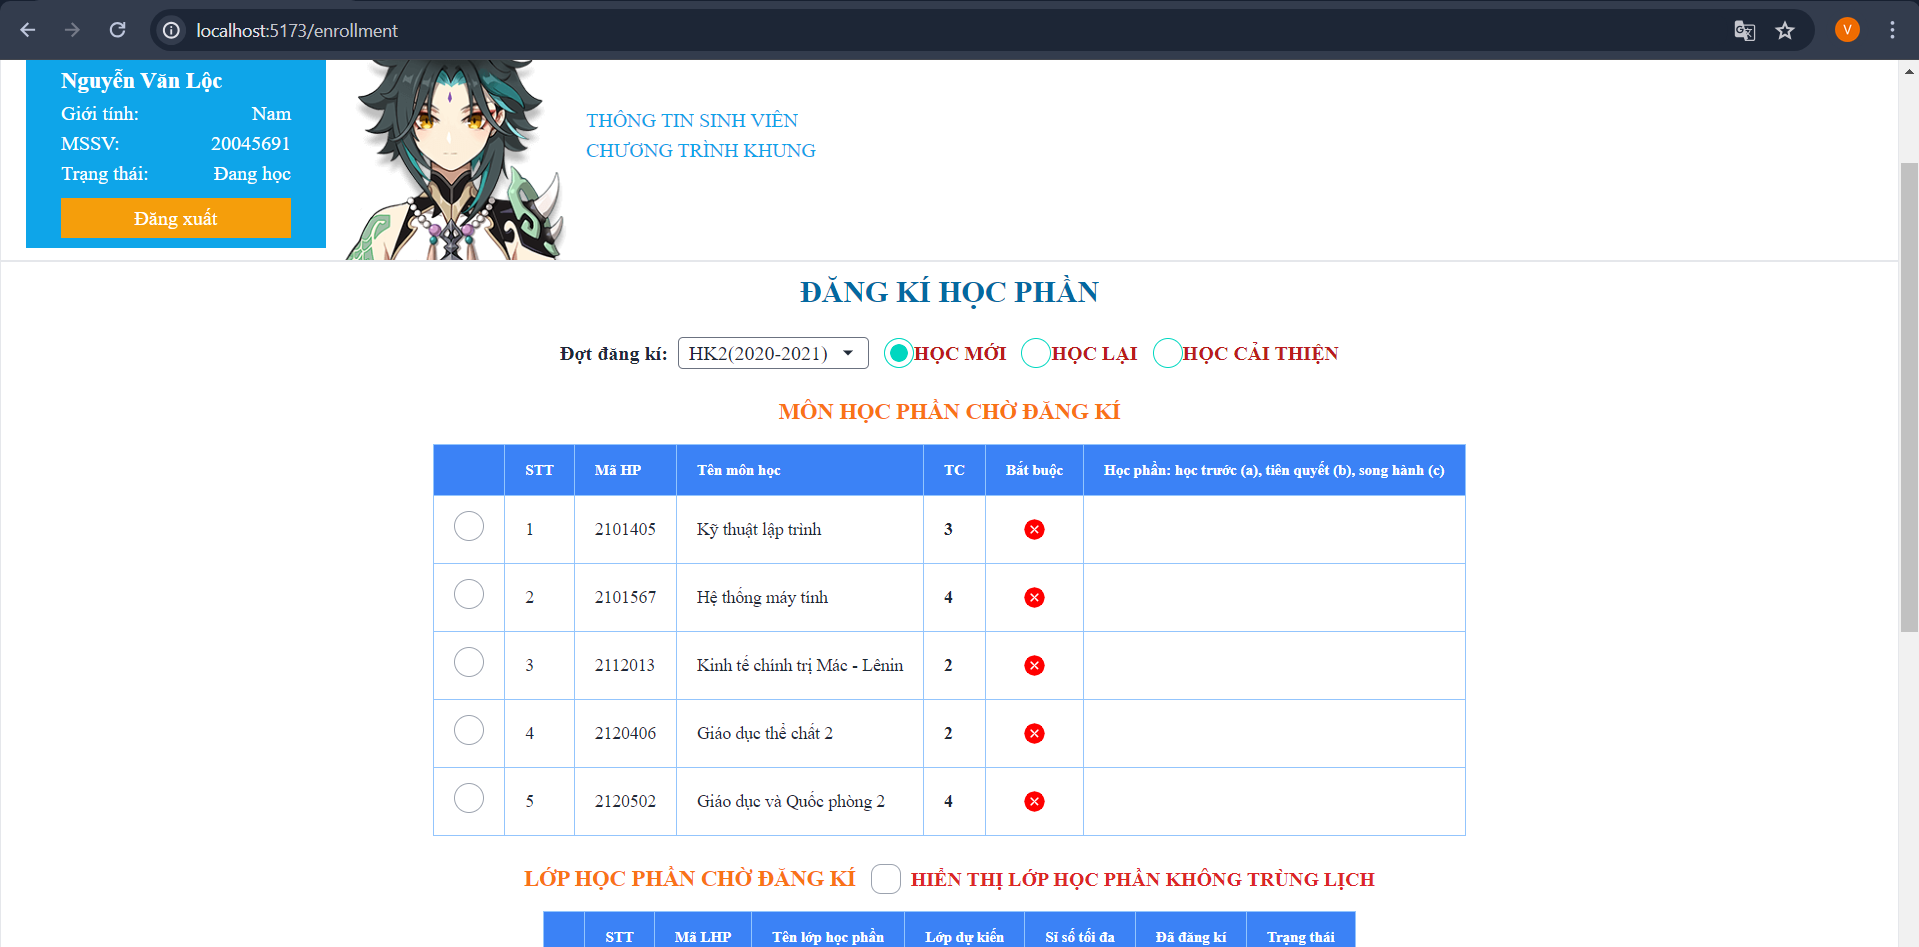 localhost:5173/enrollment
V
Nguyễn Văn Lộc
Giới tính: Nam
MSSV: 20045691
Trạng thái: Đang học
Đăng xuất
THÔNG TIN SINH VIÊN
CHƯƠNG TRÌNH KHUNG
ĐĂNG KÍ HỌC PHẦN
Đợt đăng kí: HK2(2020-2021) HỌC MỚI HỌC LẠI HỌC CẢI THIỆN
MÔN HỌC PHẦN CHỜ ĐĂNG KÍ
STT Mã HP Tên môn học TC Bắt buộc Học phần: học trước (a), tiên quyết (b), song hành (c)
1 2101405 Kỹ thuật lập trình 3
2 2101567 Hệ thống máy tính 4
3 2112013 Kinh tế chính trị Mác - Lênin 2
4 2120406 Giáo dục thể chất 2 2
5 2120502 Giáo dục và Quốc phòng 2 4
LỚP HỌC PHẦN CHỜ ĐĂNG KÍ HIỂN THỊ LỚP HỌC PHẦN KHÔNG TRÙNG LỊCH
STT Mã LHP Tên lớp học phần Lớp dự kiến Sĩ số tối đa Đã đăng kí Trạng thái